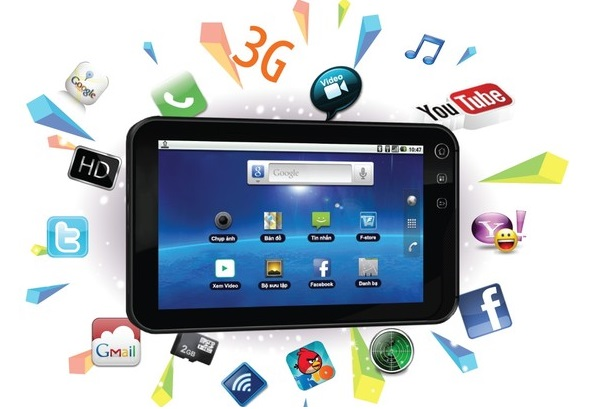 3G
Google
Video
YouTube
HD
10:47
Google
Chụp ảnh
Bản đồ
Tin nhắn
F-store
Xem Video
Bộ sưu tập
Facebook
Danh bạ
Y!
Gmail
2GB